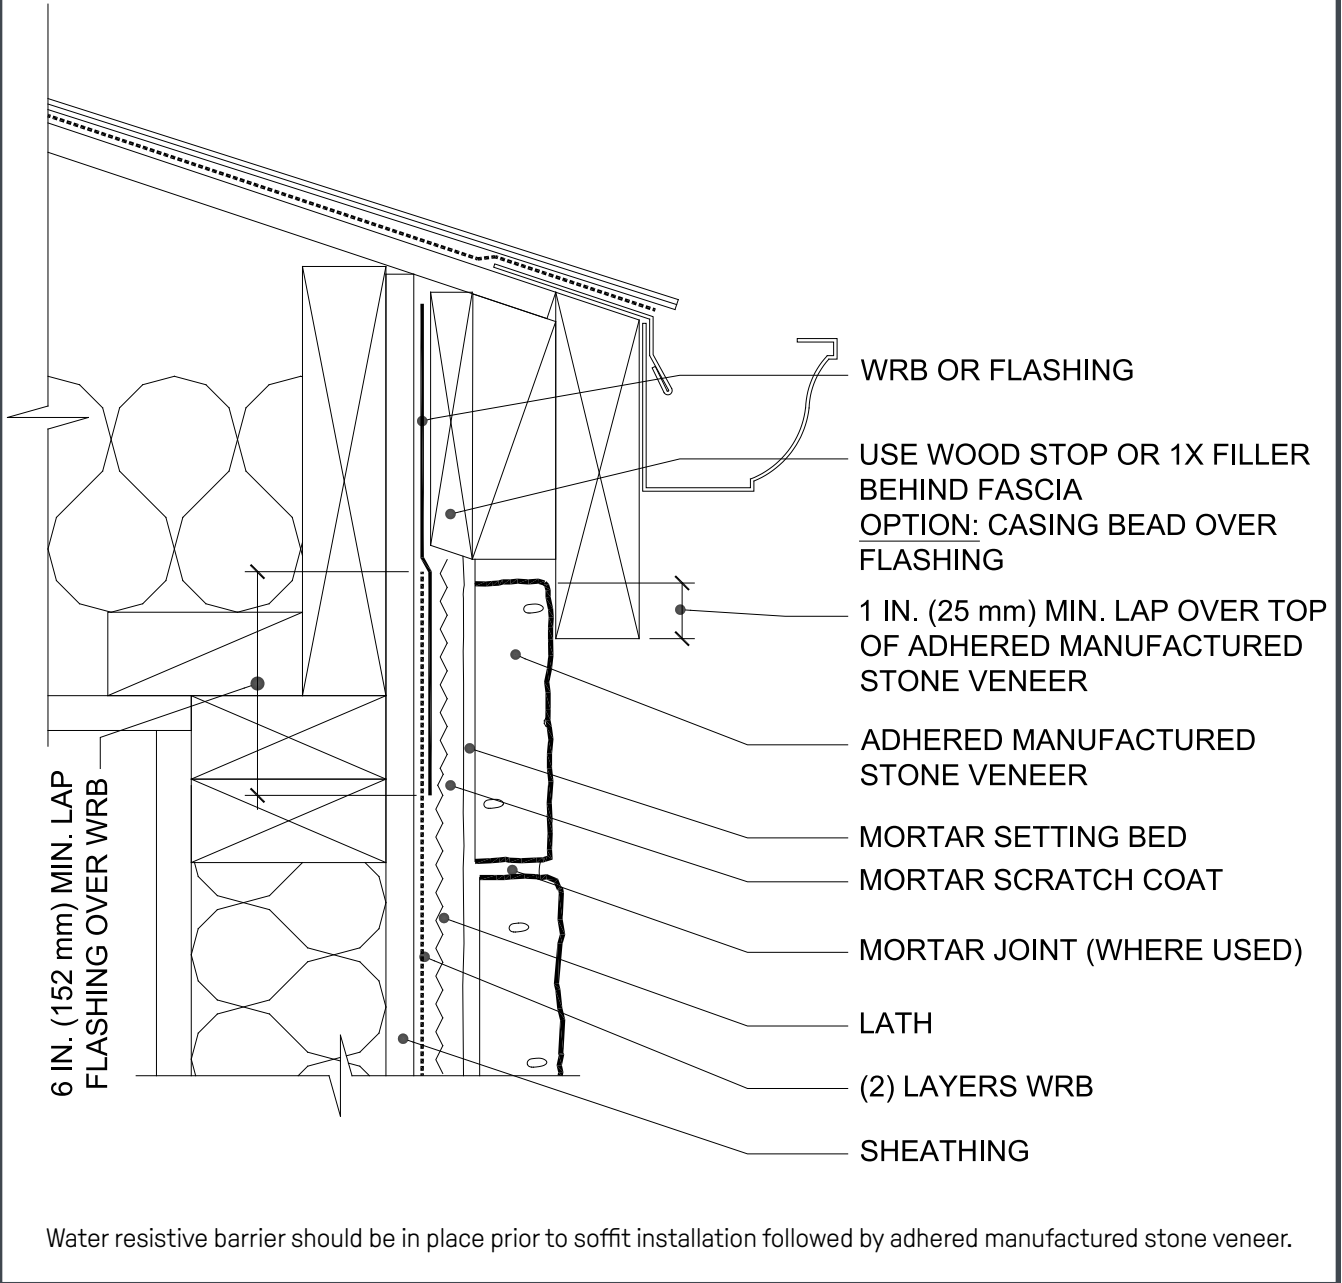 WRB OR FLASHING
USE WOOD STOP OR 1X FILLER
BEHIND FASCIA
OPTION: CASING BEAD OVER
FLASHING
1 IN. (25 mm) MIN. LAP OVER TOP
OF ADHERED MANUFACTURED
STONE VENEER
ADHERED MANUFACTURED
STONE VENEER
MORTAR SETTING BED
MORTAR SCRATCH COAT
MORTAR JOINT (WHERE USED)
LATH
(2) LAYERS WRB
SHEATHING
6 IN. (152 mm) MIN. LAP
FLASHING OVER WRB
Water resistive barrier should be in place prior to soffit installation followed by adhered manufactured stone veneer.